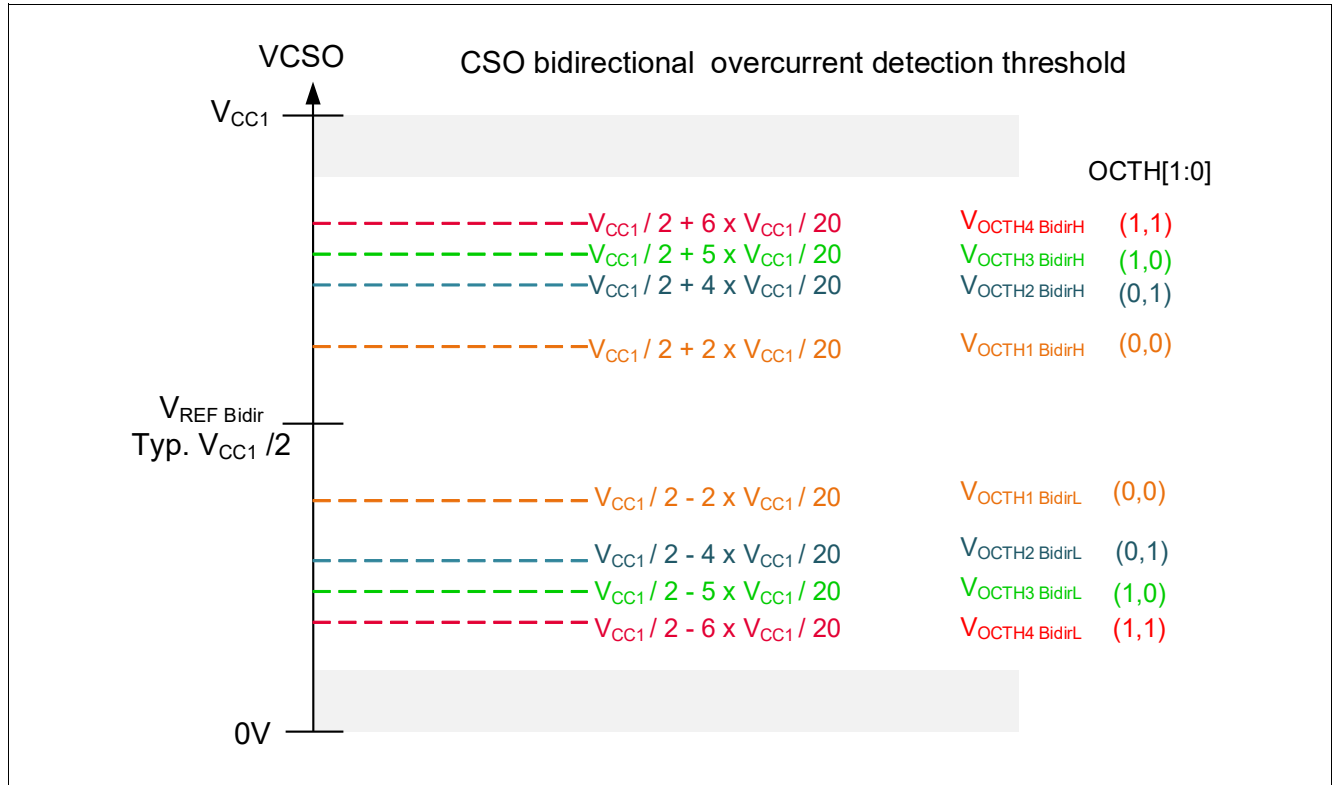 VCSO CSO bidirectional overcurrent detection threshold
VCC1
OCTH[1:0]
VCC1 / 2 + 6 x VCC1 / 20 VOCTH4 BidirH (1,1)
VCC1 / 2 + 5 x VCC1 / 20 VOCTH3 BidirH (1,0)
VCC1 / 2 + 4 x VCC1 / 20 VOCTH2 BidirH (0,1)
VCC1 / 2 + 2 x VCC1 / 20 VOCTH1 BidirH (0,0)
VREF Bidir
Typ. VCC1 /2
VCC1 / 2 - 2 x VCC1 / 20 VOCTH1 BidirL (0,0)
VCC1 / 2 - 4 x VCC1 / 20 VOCTH2 BidirL (0,1)
VCC1 / 2 - 5 x VCC1 / 20 VOCTH3 BidirL (1,0)
VCC1 / 2 - 6 x VCC1 / 20 VOCTH4 BidirL (1,1)
0V